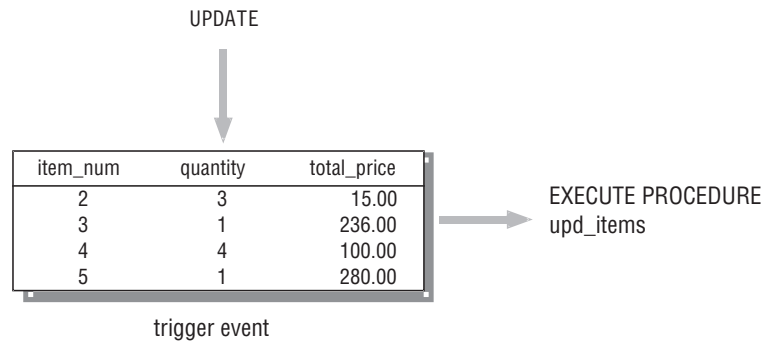 UPDATE
item_num quantity total_price
2 3 15.00
3 1 236.00
4 4 100.00
5 1 280.00
EXECUTE PROCEDURE
upd_items
trigger event